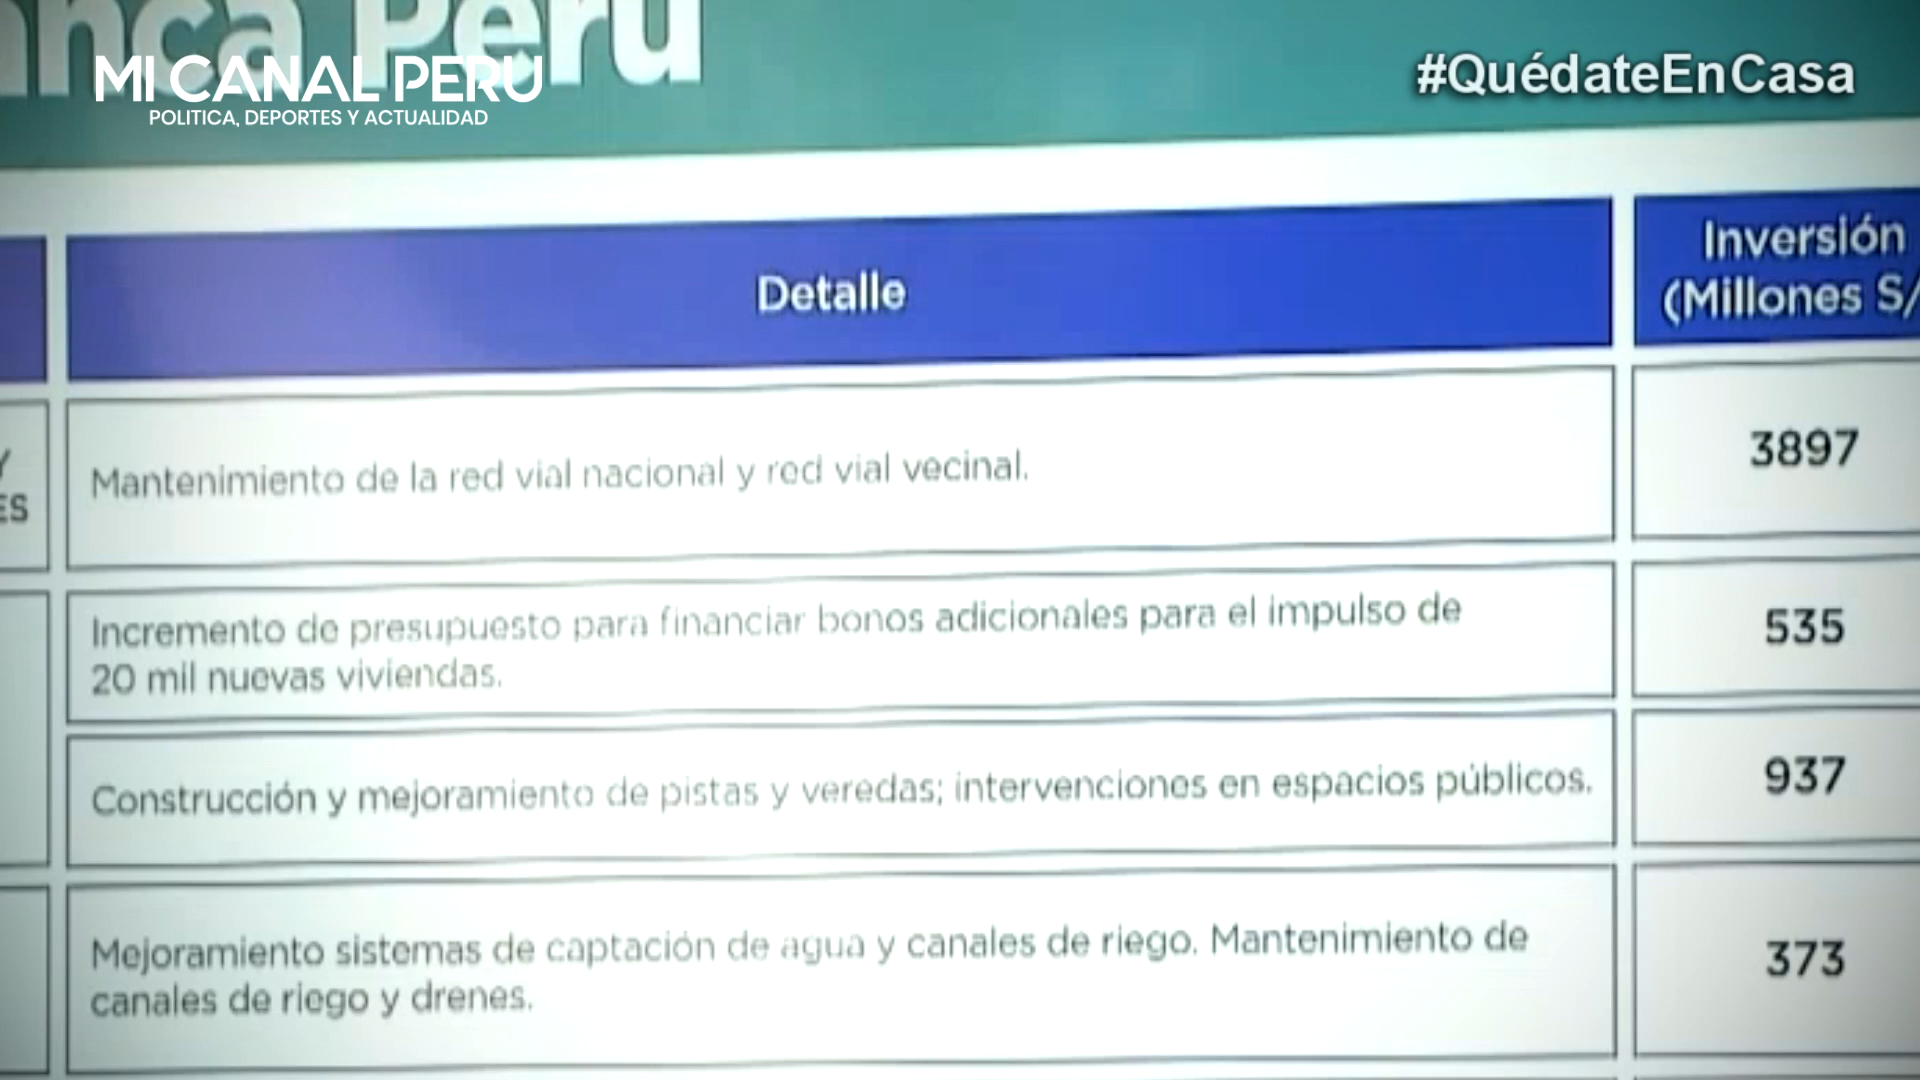 anca Perú
MI CANAL PERU
POLITICA, DEPORTES Y ACTUALIDAD
#QuédateEnCasa
Detalle
Inversión
(Millones S/
Y
ES
Mantenimiento de la red vial nacional y red vial vecinal.
3897
Incremento de presupuesto para financiar bonos adicionales para el impulso de
20 mil nuevas viviendas.
535
Construcción y mejoramiento de pistas y veredas; intervenciones en espacios públicos.
937
Mejoramiento sistemas de captación de agua y canales de riego. Mantenimiento de
canales de riego y drenes.
373